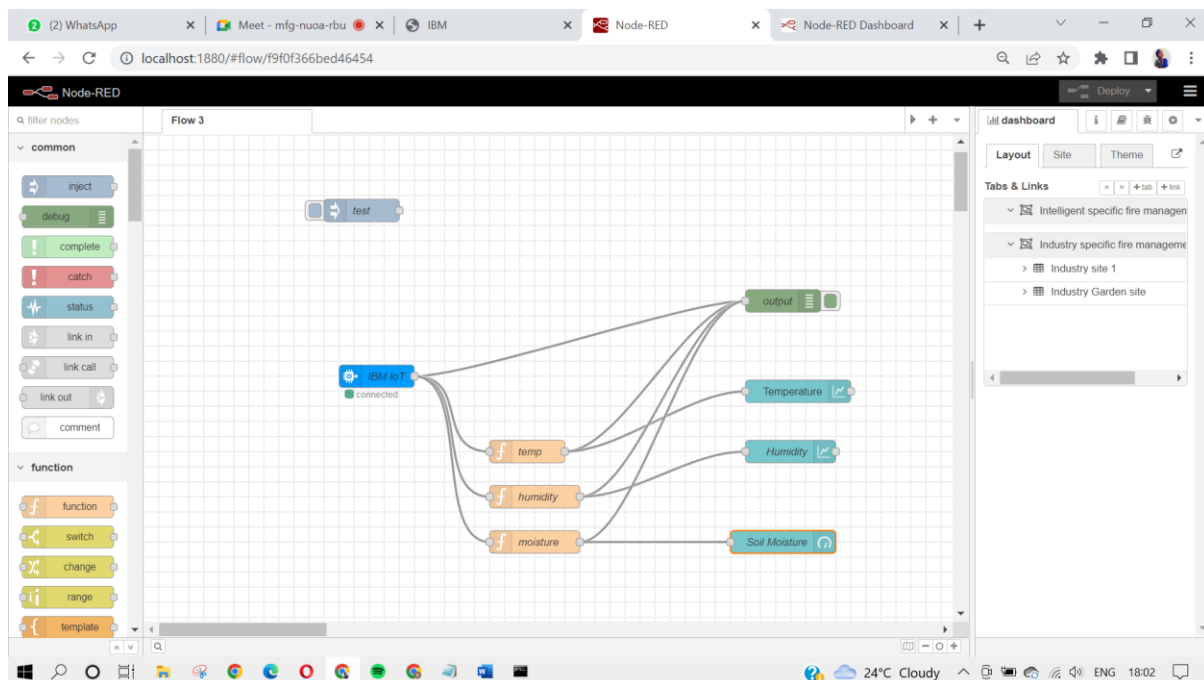 (2) WhatsApp
Meet - mfg-nuoa-rbu
IBM
Node-RED
Node-RED Dashboard
localhost:1880/#flow/f9f0f366bed46454
Node-RED
Deploy
filter nodes
Flow 3
dashboard
common
inject
debug
complete
catch
status
link in
link call
link out
comment
function
function
switch
change
range
template
test
output
IBM IoT
connected
Temperature
temp
Humidity
humidity
moisture
Soil Moisture
Layout
Site
Theme
Tabs & Links
+ tab
+ link
Intelligent specific fire managen
Industry specific fire manageme
Industry site 1
Industry Garden site
24°C Cloudy
ENG
18:02